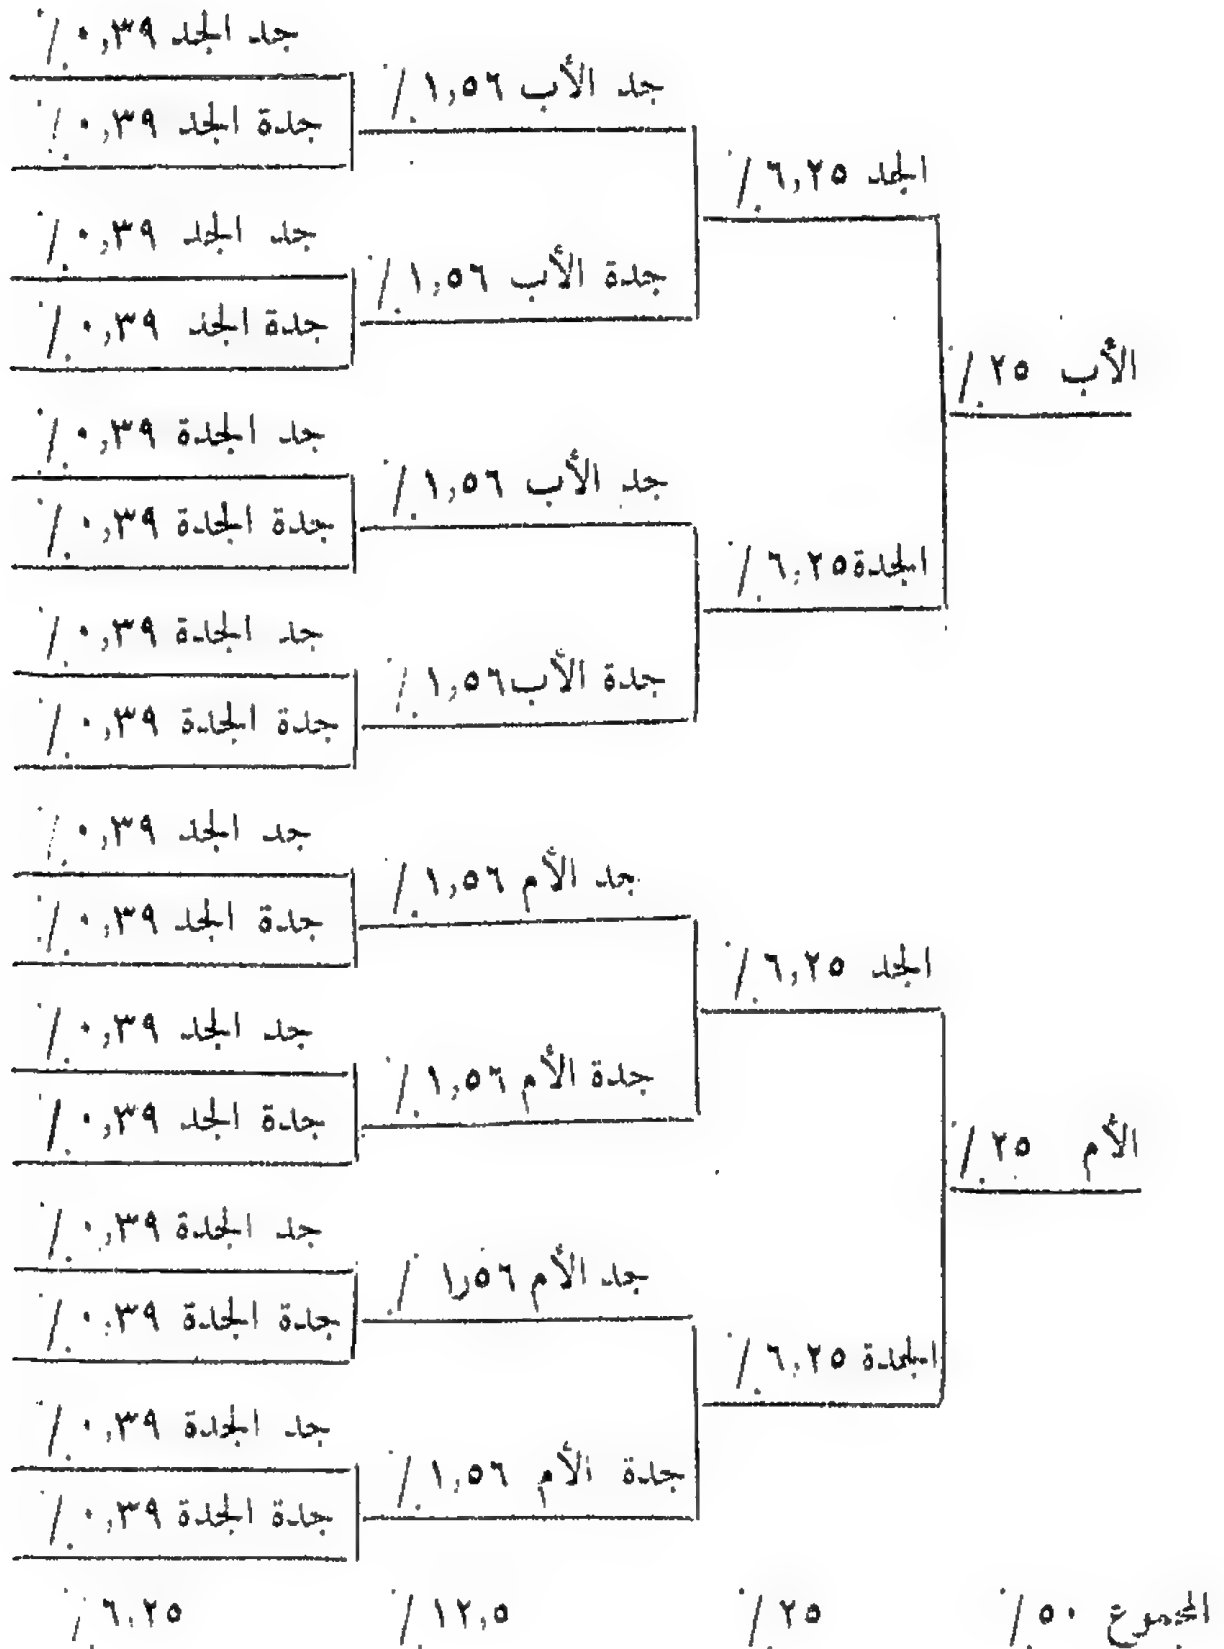 جد الجد ٠,٣٩ ٪
جد الأب ١,٥٦ ٪
جدة الجد ٠,٣٩ ٪
الجد ٦,٢٥ ٪
جد الجد ٠,٣٩ ٪
جدة الأب ١,٥٦ ٪
جدة الجد ٠,٣٩ ٪
الأب ٢٥ ٪
جد الجدة ٠,٣٩ ٪
جد الأب ١,٥٦ ٪
جدة الجدة ٠,٣٩ ٪
الجدة ٦,٢٥ ٪
جد الجدة ٠,٣٩ ٪
جدة الأب ١,٥٦ ٪
جدة الجدة ٠,٣٩ ٪
جد الجد ٠,٣٩ ٪
جد الأم ١,٥٦ ٪
جدة الجد ٠,٣٩ ٪
الجد ٦,٢٥ ٪
جد الجد ٠,٣٩ ٪
جدة الأم ١,٥٦ ٪
جدة الجد ٠,٣٩ ٪
الأم ٢٥ ٪
جد الجدة ٠,٣٩ ٪
جد الأم ١,٥٦ ٪
جدة الجدة ٠,٣٩ ٪
الجدة ٦,٢٥ ٪
جد الجدة ٠,٣٩ ٪
جدة الأم ١,٥٦ ٪
جدة الجدة ٠,٣٩ ٪
المجموع ٥٠ ٪ ٢٥ ٪ ١٢,٥ ٪ ٦,٢٥ ٪